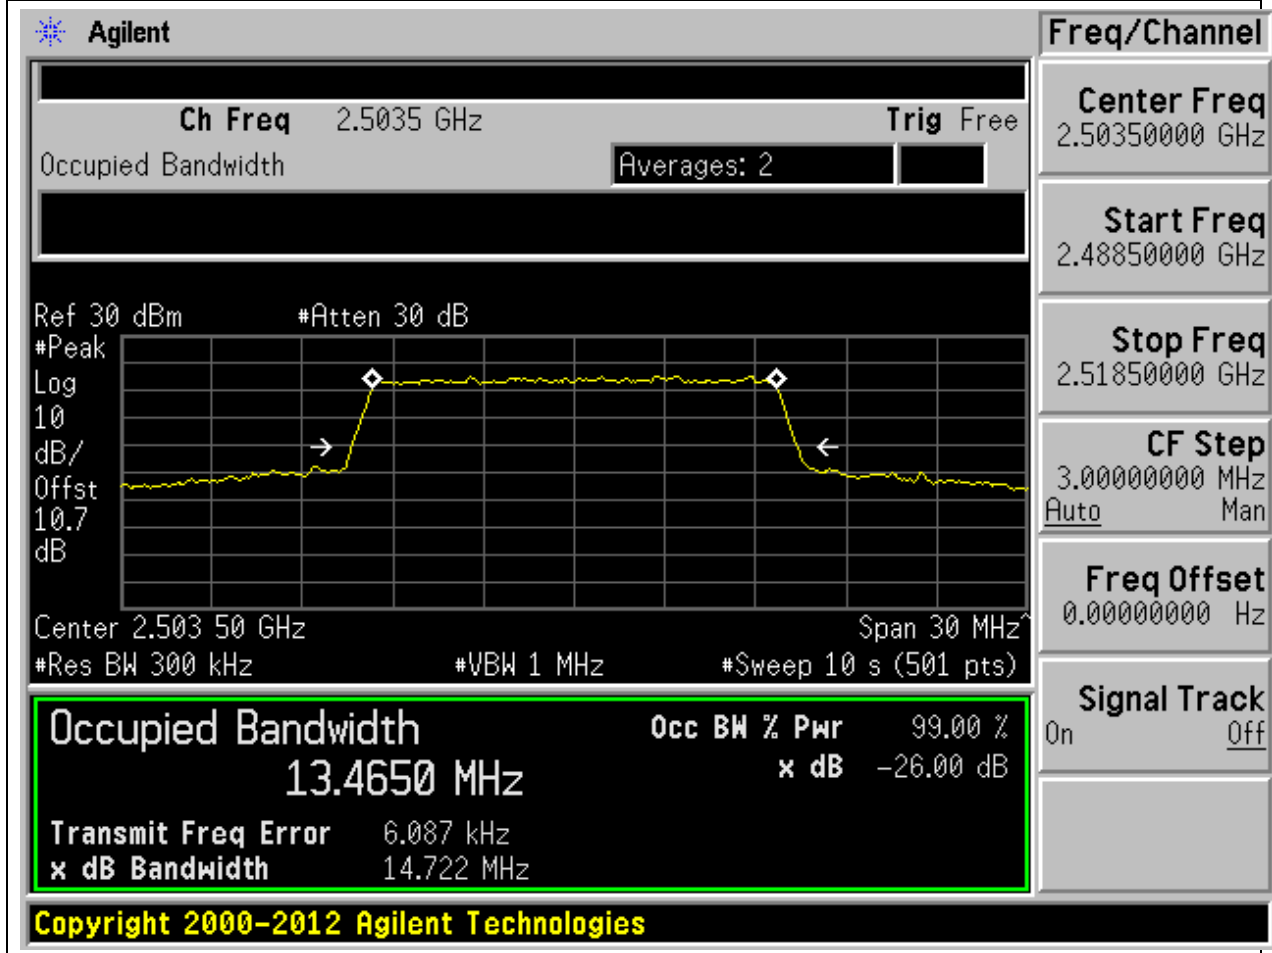 Agilent
Freq/Channel
Ch Freq 2.5035 GHz Trig Free
Occupied Bandwidth Averages: 2
Center Freq
2.50350000 GHz
Start Freq
2.48850000 GHz
Stop Freq
2.51850000 GHz
CF Step
3.00000000 MHz
Auto Man
Freq Offset
0.00000000 Hz
Signal Track
On Off
Ref 30 dBm #Atten 30 dB
#Peak
Log
10
dB/
Offst
10.7
dB
Center 2.503 50 GHz Span 30 MHz^
#Res BW 300 kHz #VBW 1 MHz #Sweep 10 s (501 pts)
Occupied Bandwidth Occ BW % Pwr 99.00 %
13.4650 MHz x dB -26.00 dB
Transmit Freq Error 6.087 kHz
x dB Bandwidth 14.722 MHz
Copyright 2000-2012 Agilent Technologies